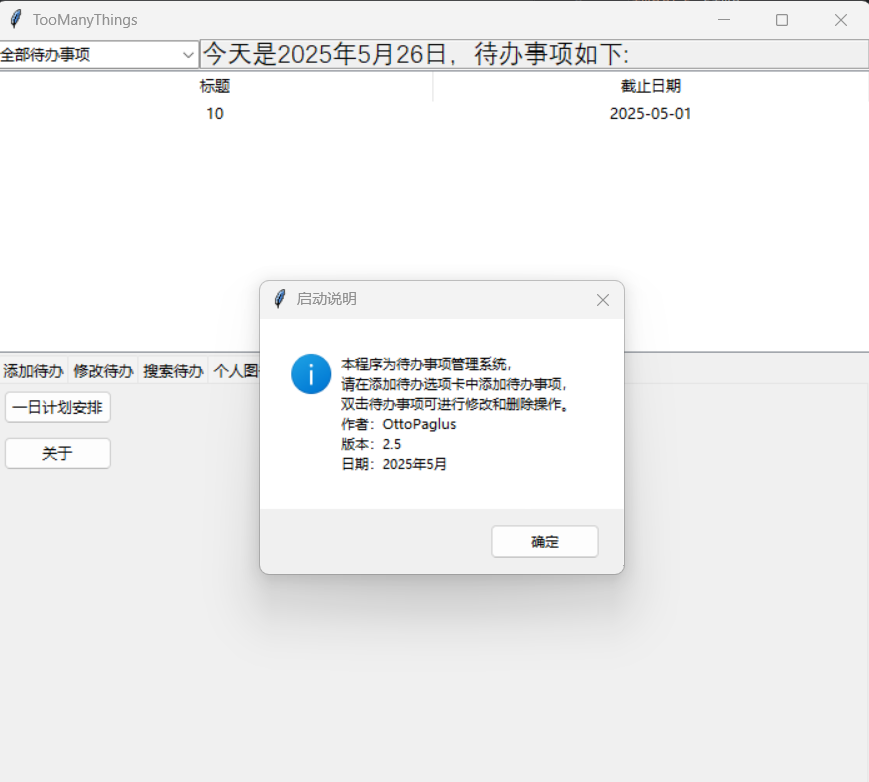 TooManyThings
全部待办事项
今天是2025年5月26日，待办事项如下:
标题
截止日期
10
2025-05-01
启动说明
本程序为待办事项管理系统，
请在添加待办选项卡中添加待办事项，
双击待办事项可进行修改和删除操作。
作者：OttoPaglus
版本：2.5
日期：2025年5月
确定
添加待办
修改待办
搜索待办
个人图
一日计划安排
关于